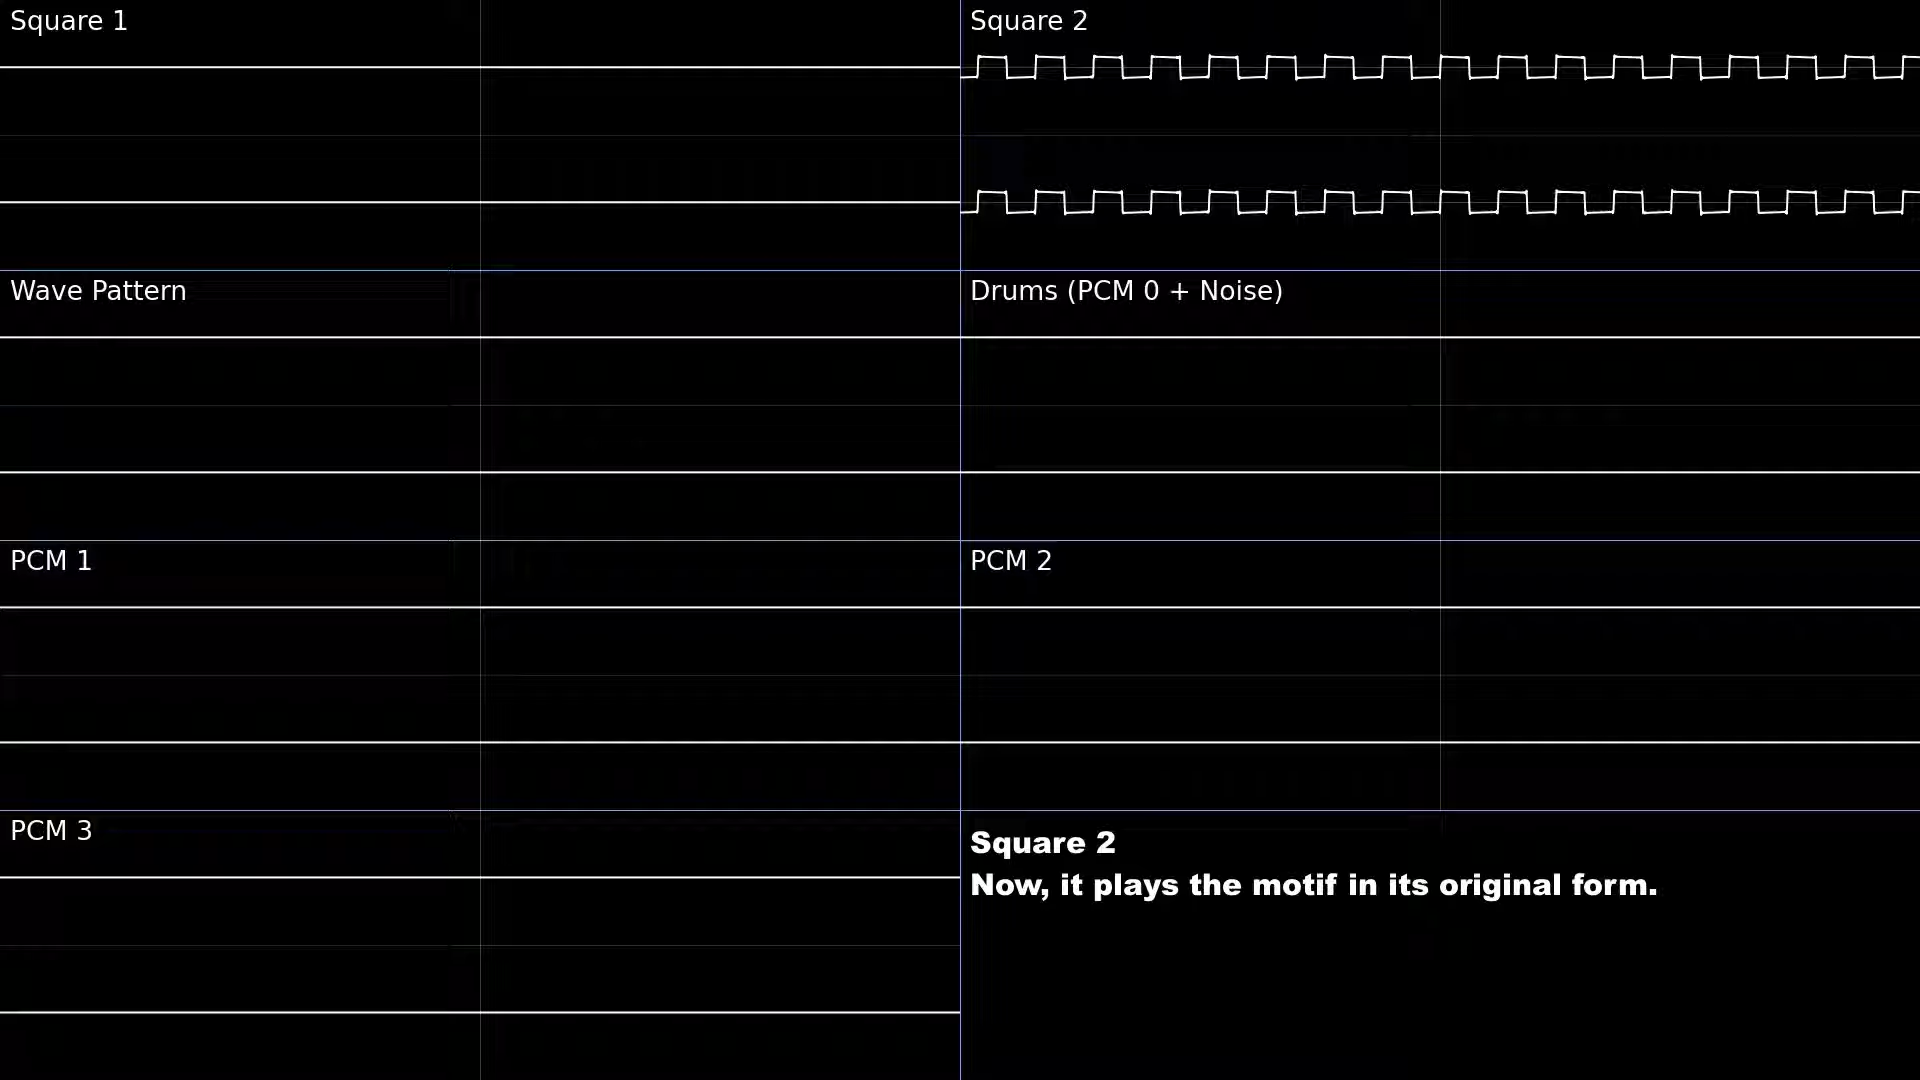 Square 1
Square 2
Wave Pattern
Drums (PCM 0 + Noise)
PCM 1
PCM 2
PCM 3
Square 2
Now, it plays the motif in its original form.